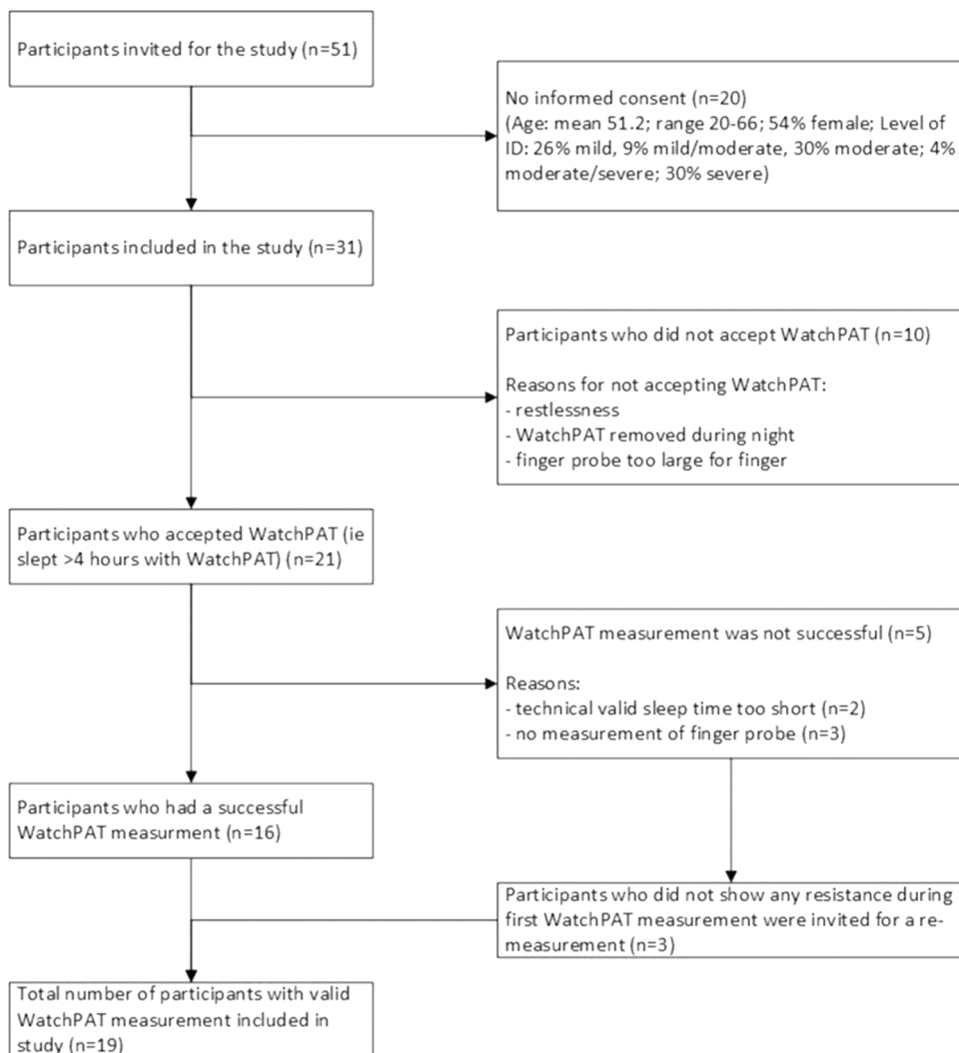 Participants invited for the study (n=51)
No informed consent (n=20)
(Age: mean 51.2; range 20-66; 54% female; Level of
ID: 26% mild, 9% mild/moderate, 30% moderate; 4%
moderate/severe; 30% severe)
Participants included in the study (n=31)
Participants who did not accept WatchPAT (n=10)
Reasons for not accepting WatchPAT:
- restlessness
- WatchPAT removed during night
- finger probe too large for finger
Participants who accepted WatchPAT (ie
slept >4 hours with WatchPAT) (n=21)
WatchPAT measurement was not successful (n=5)
Reasons:
- technical valid sleep time too short (n=2)
- no measurement of finger probe (n=3)
Participants who had a successful
WatchPAT measurment (n=16)
Participants who did not show any resistance during
first WatchPAT measurement were invited for a re-
measurement (n=3)
Total number of participants with valid
WatchPAT measurement included in
study (n=19)